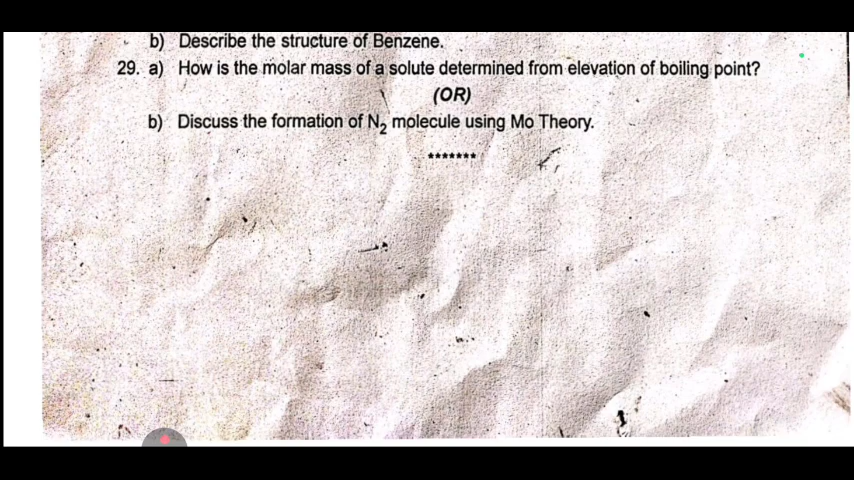 b) Describe the structure of Benzene.
29. a) How is the molar mass of a solute determined from elevation of boiling point?
(OR)
b) Discuss the formation of N₂ molecule using Mo Theory.
*******